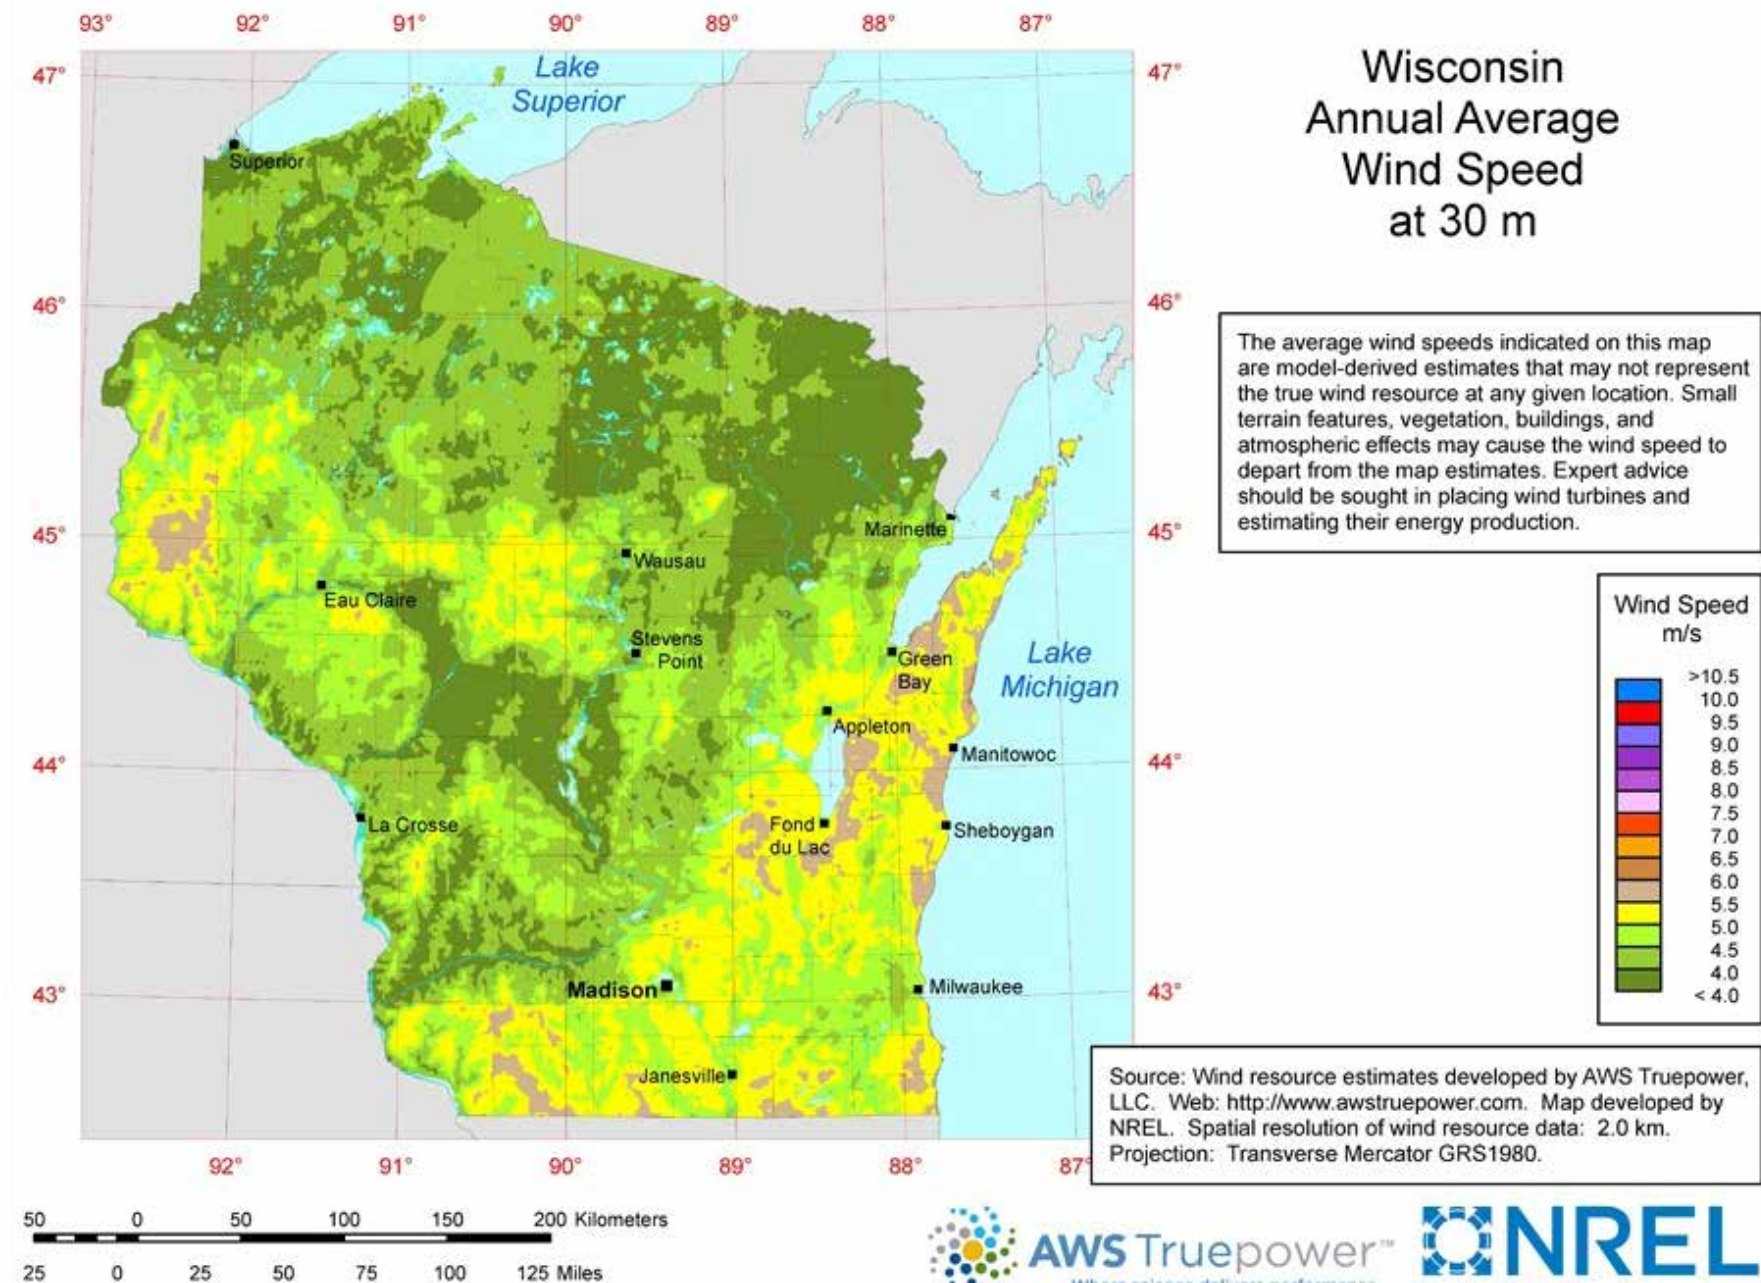 93° 92° 91° 90° 89° 88° 87°
Wisconsin
Annual Average
Wind Speed
at 30 m
47°
47°
Lake
Superior
Superior
46°
46°
The average wind speeds indicated on this map
are model-derived estimates that may not represent
the true wind resource at any given location. Small
terrain features, vegetation, buildings, and
atmospheric effects may cause the wind speed to
depart from the map estimates. Expert advice
should be sought in placing wind turbines and
estimating their energy production.
45°
45°
Marinette
Wausau
Eau Claire
Stevens
Point
Green
Bay
Lake
Michigan
Appleton
Manitowoc
44°
44°
La Crosse
Fond
du Lac
Sheboygan
Madison
Milwaukee
43°
43°
Janesville
Wind Speed
m/s
>10.5
10.0
9.5
9.0
8.5
8.0
7.5
7.0
6.5
6.0
5.5
5.0
4.5
4.0
< 4.0
Source: Wind resource estimates developed by AWS Truepower,
LLC. Web: http://www.awstruepower.com. Map developed by
NREL. Spatial resolution of wind resource data: 2.0 km.
Projection: Transverse Mercator GRS1980.
92° 91° 90° 89° 88° 87°
50 0 50 100 150 200 Kilometers
25 0 25 50 75 100 125 Miles
AWS Truepower™
NREL